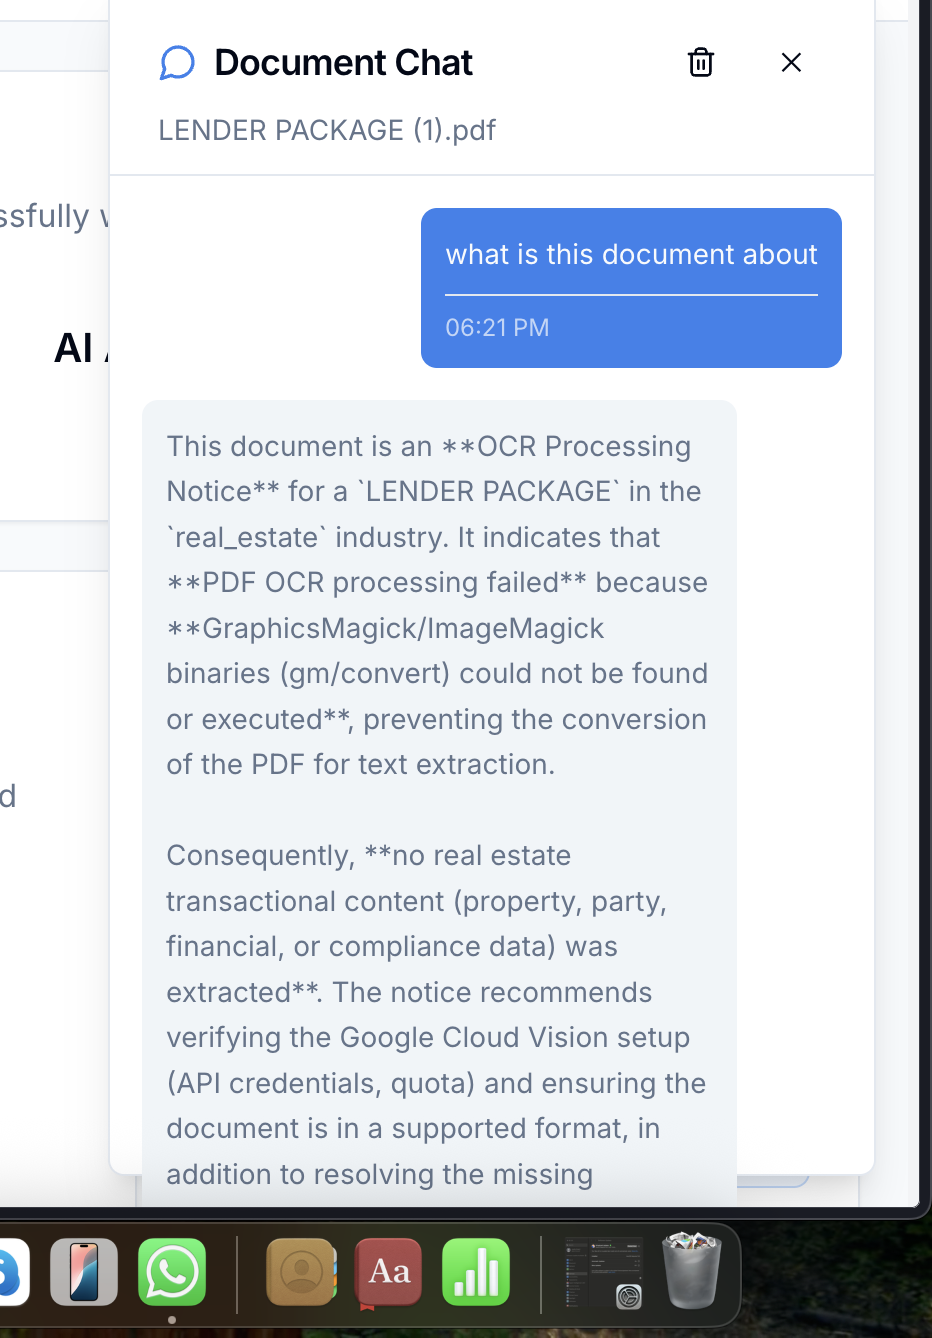 Document Chat
LENDER PACKAGE (1).pdf
ssfully
what is this document about
06:21 PM
AI
This document is an **OCR Processing
Notice** for a `LENDER PACKAGE` in the
`real_estate` industry. It indicates that
**PDF OCR processing failed** because
**GraphicsMagick/ImageMagick
binaries (gm/convert) could not be found
or executed**, preventing the conversion
of the PDF for text extraction.
d
Consequently, **no real estate
transactional content (property, party,
financial, or compliance data) was
extracted**. The notice recommends
verifying the Google Cloud Vision setup
(API credentials, quota) and ensuring the
document is in a supported format, in
addition to resolving the missing
Aa